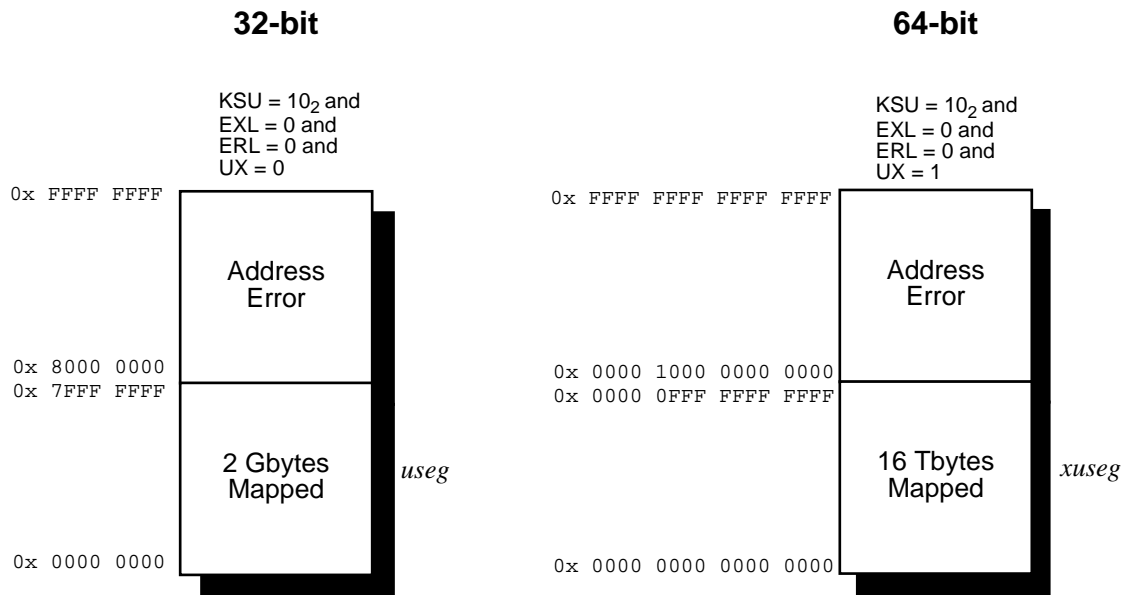 32-bit
KSU = 10₂ and
EXL = 0 and
ERL = 0 and
UX = 0
0x FFFF FFFF
Address
Error
0x 8000 0000
0x 7FFF FFFF
2 Gbytes
Mapped
useg
0x 0000 0000
64-bit
KSU = 10₂ and
EXL = 0 and
ERL = 0 and
UX = 1
0x FFFF FFFF FFFF FFFF
Address
Error
0x 0000 1000 0000 0000
0x 0000 0FFF FFFF FFFF
16 Tbytes
Mapped
xuseg
0x 0000 0000 0000 0000